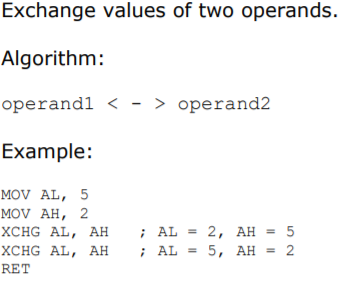 Exchange values of two operands.
Algorithm:
operand1 < - > operand2
Example:
MOV AL, 5
MOV AH, 2
XCHG AL, AH   ; AL = 2, AH = 5
XCHG AL, AH   ; AL = 5, AH = 2
RET